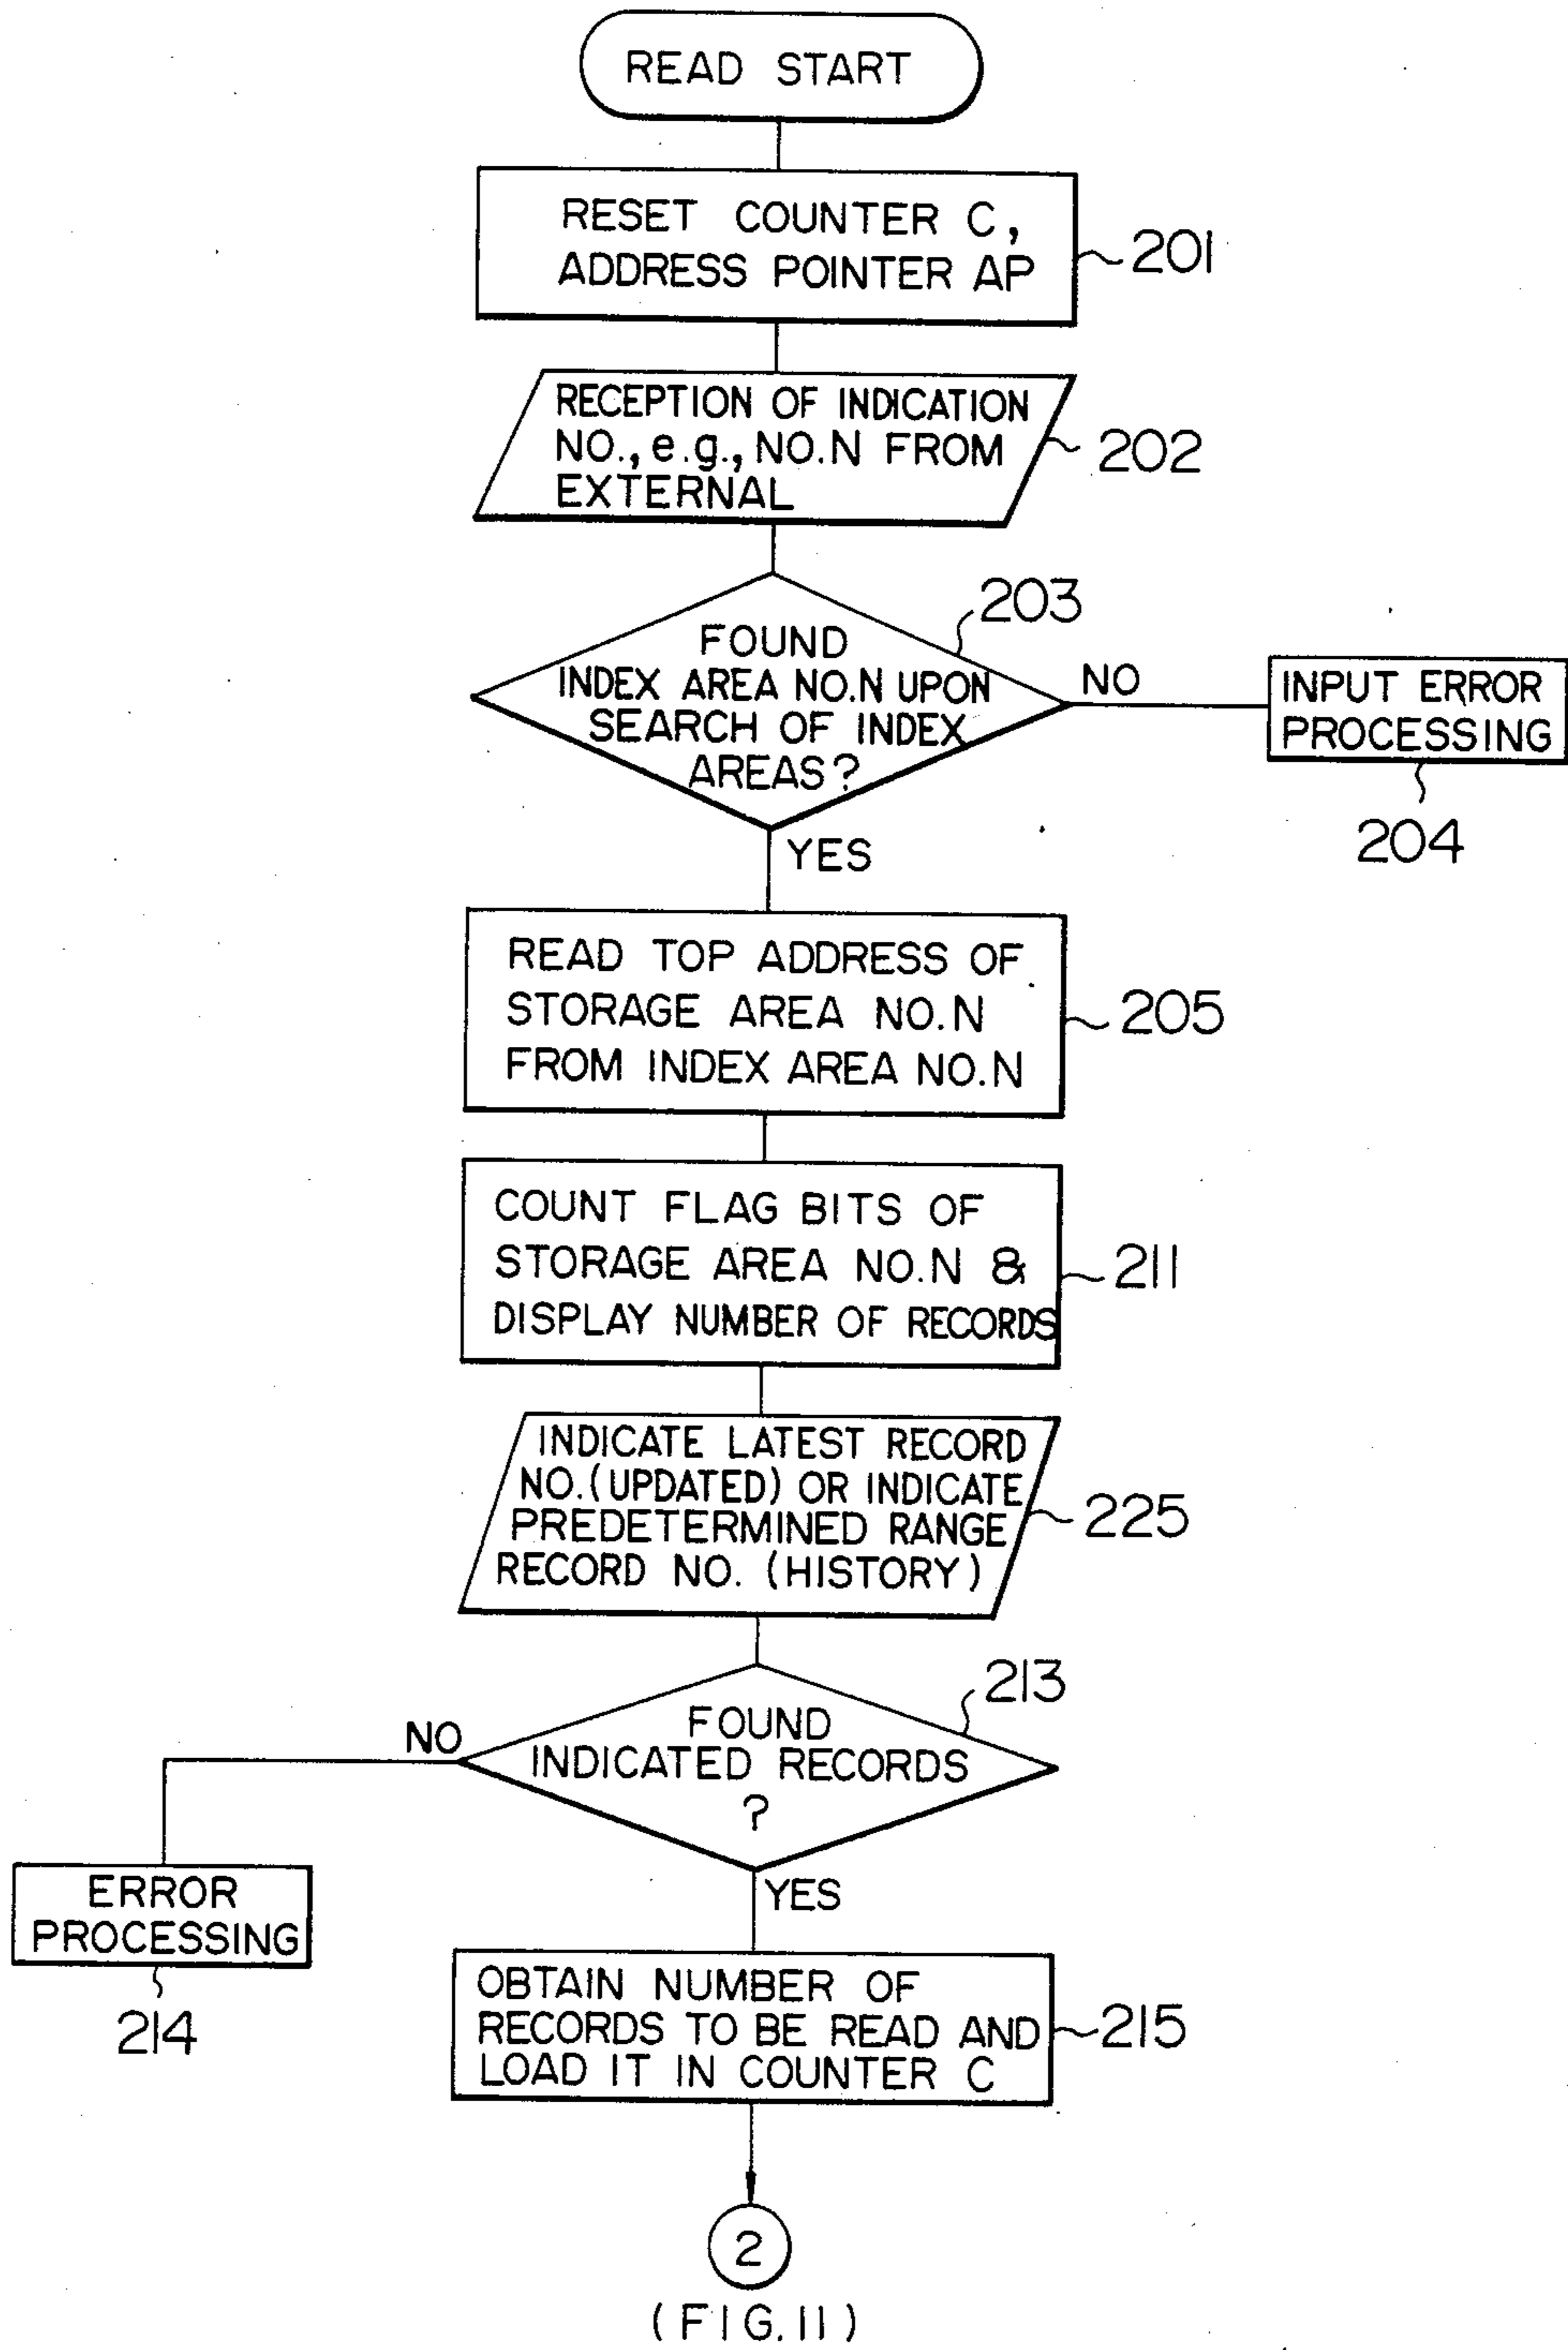 READ START
RESET COUNTER C,
ADDRESS POINTER AP
201
RECEPTION OF INDICATION
NO., e.g., NO.N FROM
EXTERNAL
202
203
FOUND
INDEX AREA NO.N UPON
SEARCH OF INDEX
AREAS?
NO
INPUT ERROR
PROCESSING
204
YES
READ TOP ADDRESS OF
STORAGE AREA NO.N
FROM INDEX AREA NO.N
205
COUNT FLAG BITS OF
STORAGE AREA NO.N &
DISPLAY NUMBER OF RECORDS
211
INDICATE LATEST RECORD
NO.(UPDATED) OR INDICATE
PREDETERMINED RANGE
RECORD NO. (HISTORY)
225
213
FOUND
INDICATED RECORDS
?
NO
ERROR
PROCESSING
214
YES
OBTAIN NUMBER OF
RECORDS TO BE READ AND
LOAD IT IN COUNTER C
215
2
(FIG.11)